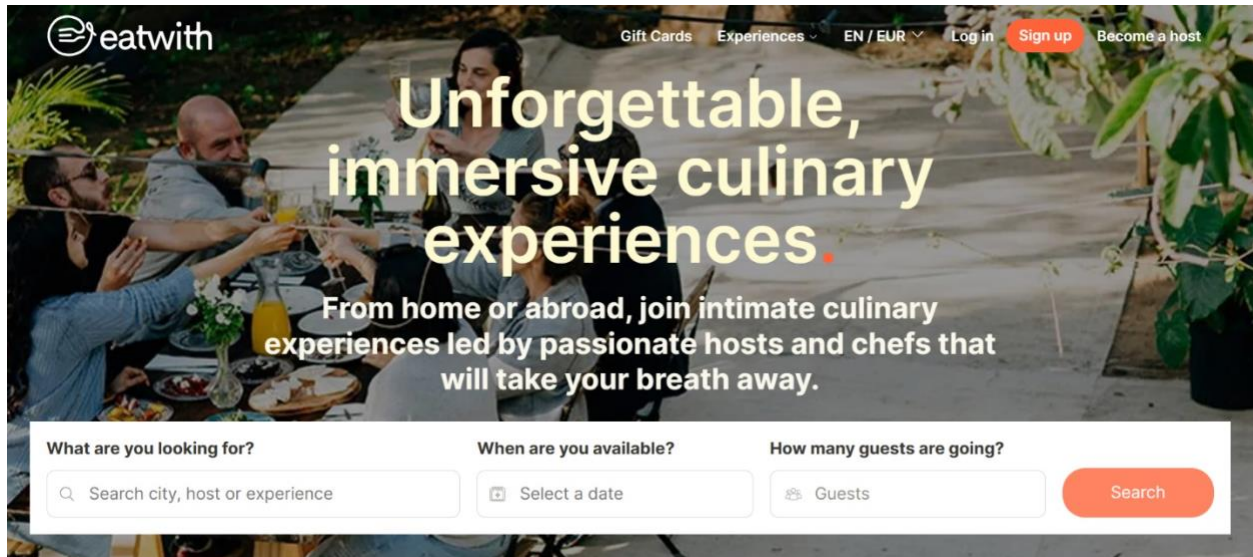 eatwith
Gift Cards Experiences EN / EUR Log in Sign up Become a host
Unforgettable,
immersive culinary
experiences.
From home or abroad, join intimate culinary
experiences led by passionate hosts and chefs that
will take your breath away.
What are you looking for? When are you available? How many guests are going?
Search city, host or experience Select a date Guests Search